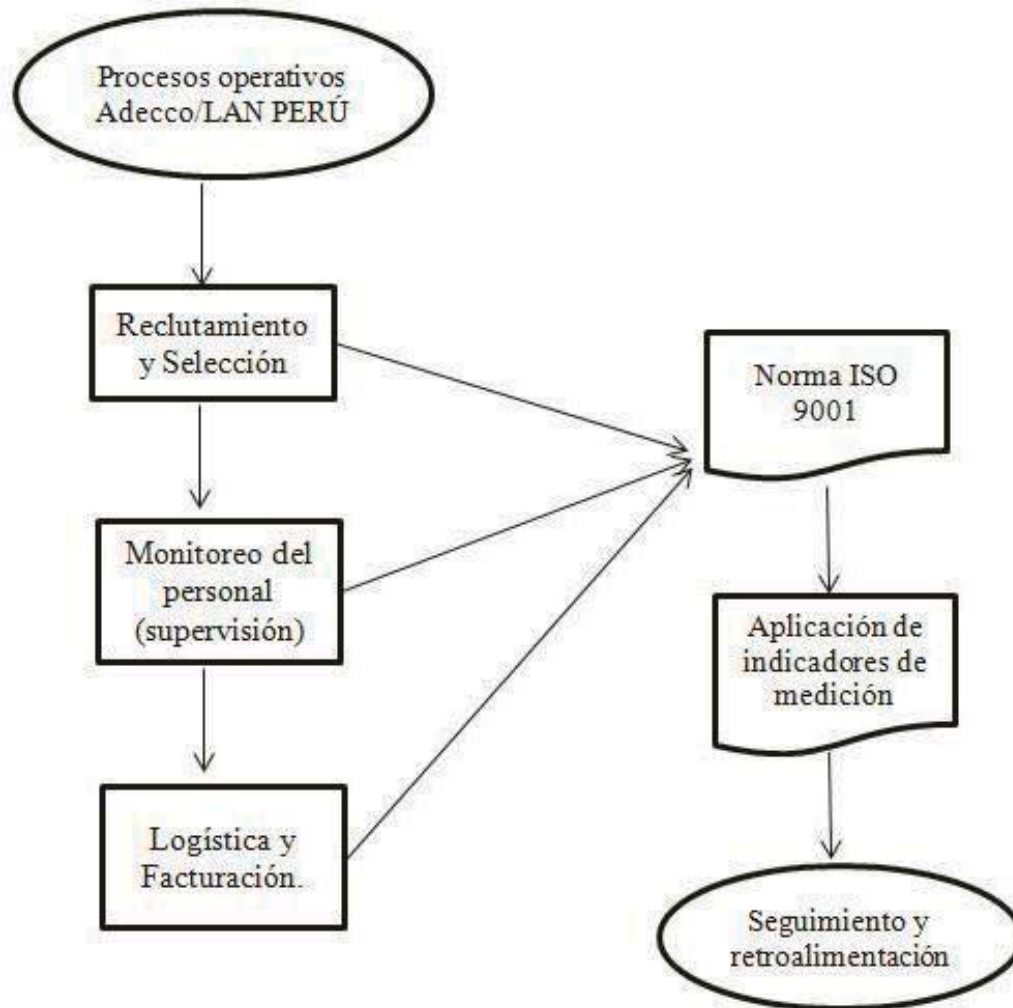 Procesos operativos
Adecco/LAN PERÚ
Reclutamiento
y Selección
Monitoreo del
personal
(supervisión)
Logística y
Facturación.
Norma ISO
9001
Aplicación de
indicadores de
medición
Seguimiento y
retroalimentación